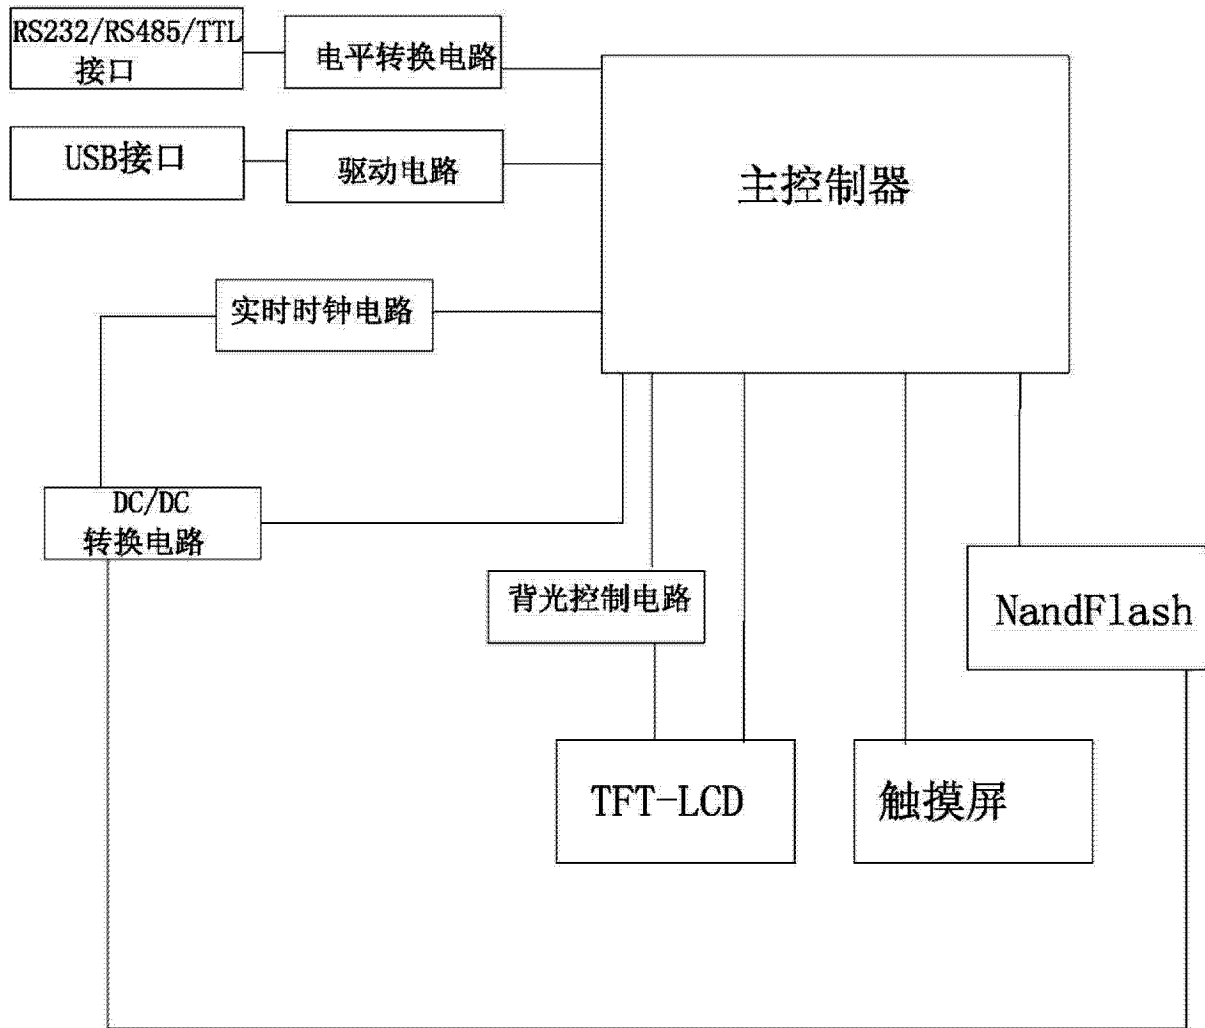 RS232/RS485/TTL
接口
电平转换电路
USB接口
驱动电路
主控制器
实时时钟电路
DC/DC
转换电路
背光控制电路
NandFlash
TFT-LCD
触摸屏